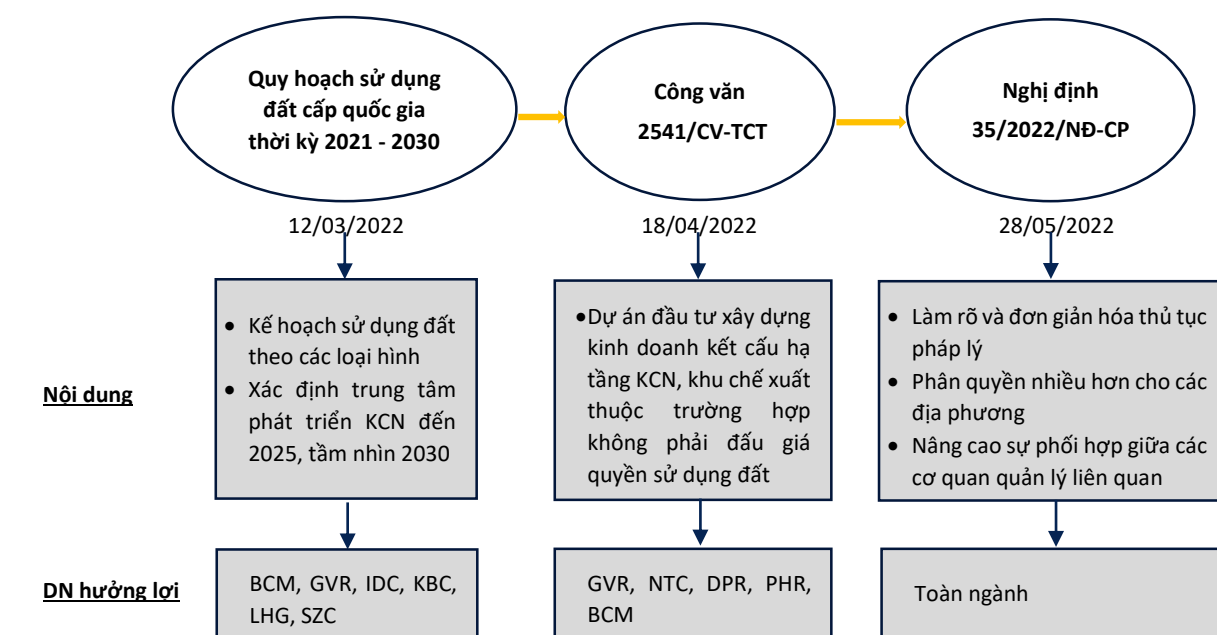 Quy hoạch sử dụng
đất cấp quốc gia
thời kỳ 2021 - 2030
Công văn
2541/CV-TCT
Nghị định
35/2022/NĐ-CP
12/03/2022
18/04/2022
28/05/2022
Nội dung
• Kế hoạch sử dụng đất
theo các loại hình
• Xác định trung tâm
phát triển KCN đến
2025, tầm nhìn 2030
•Dự án đầu tư xây dựng
kinh doanh kết cấu hạ
tầng KCN, khu chế xuất
thuộc trường hợp
không phải đấu giá
quyền sử dụng đất
• Làm rõ và đơn giản hóa thủ tục
pháp lý
• Phân quyền nhiều hơn cho các
địa phương
• Nâng cao sự phối hợp giữa các
cơ quan quản lý liên quan
DN hưởng lợi
BCM, GVR, IDC, KBC,
LHG, SZC
GVR, NTC, DPR, PHR,
BCM
Toàn ngành